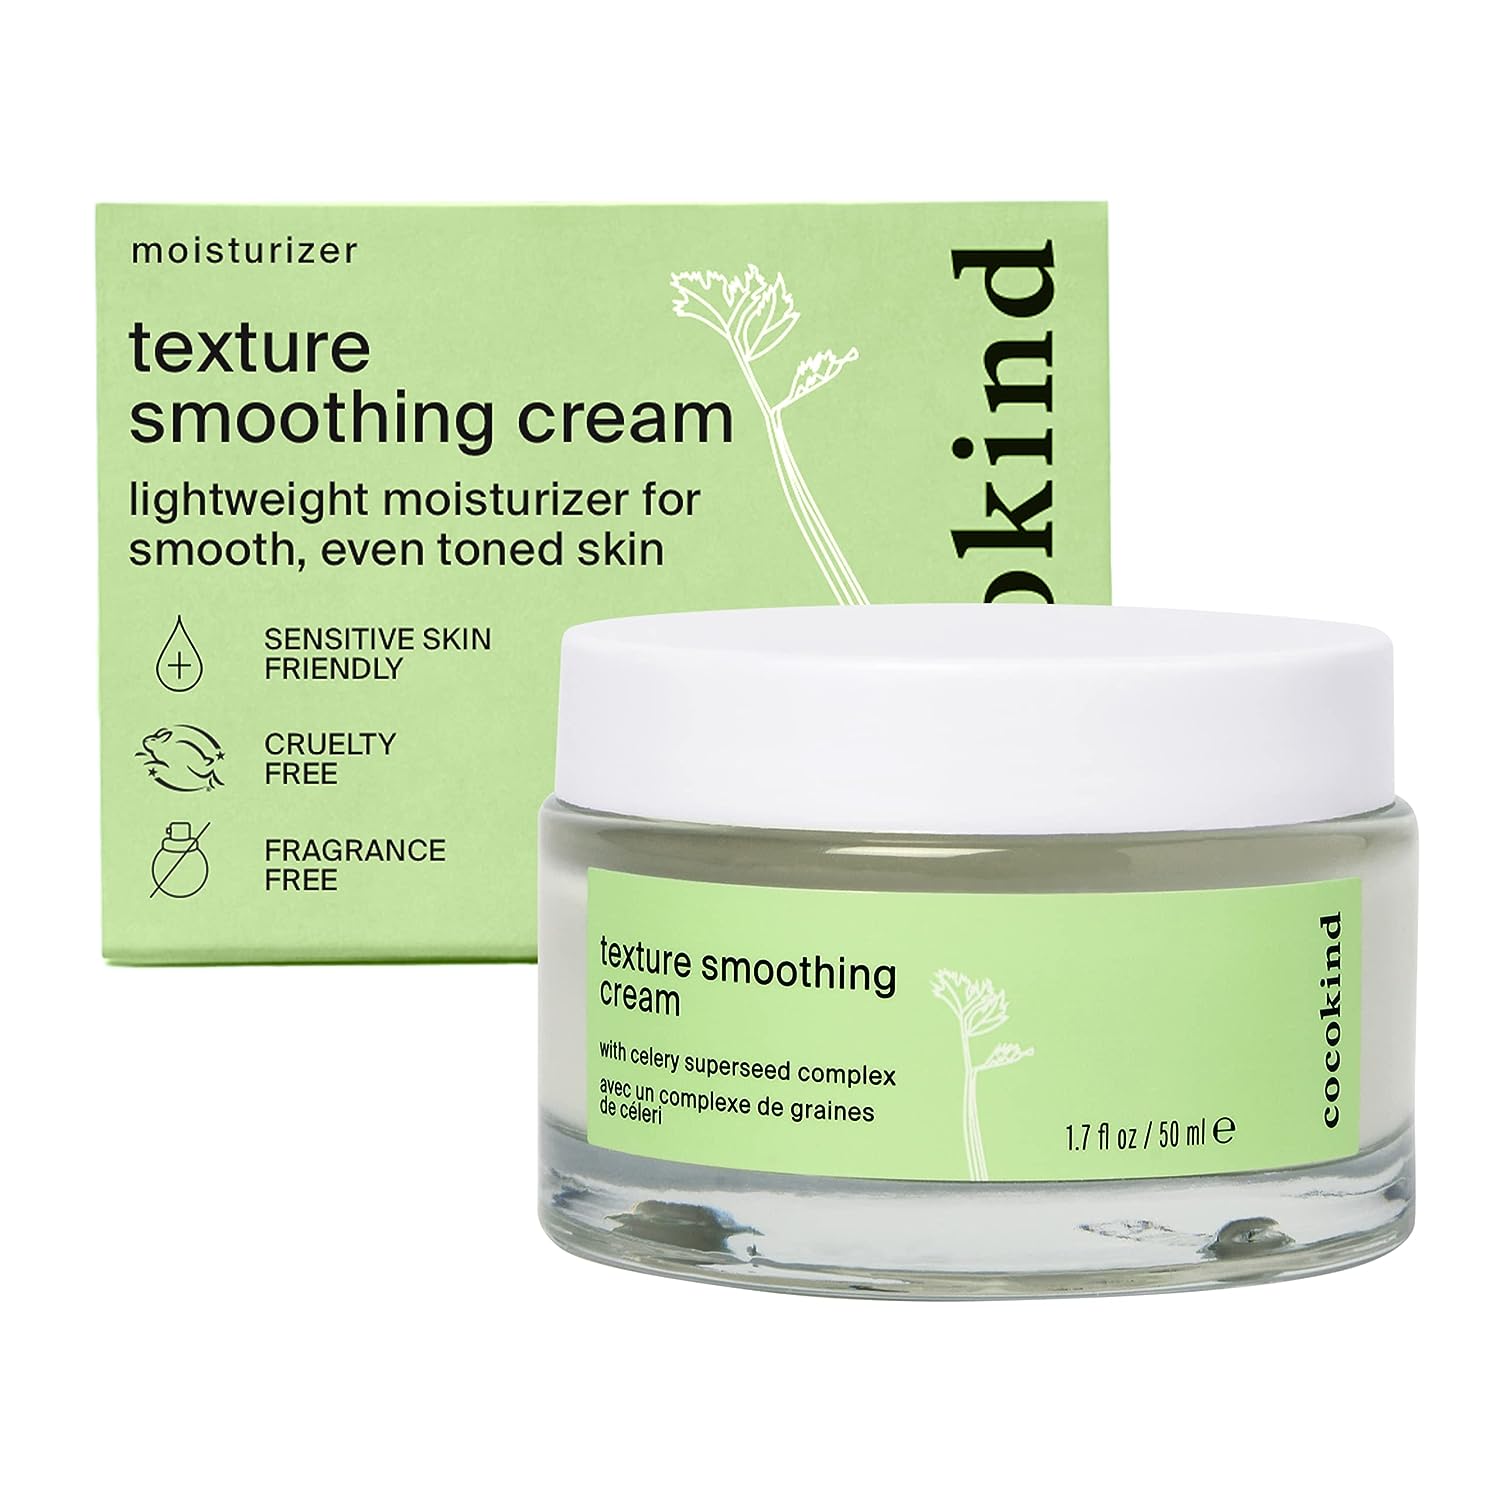 moisturizer
texture
smoothing cream
lightweight moisturizer for
smooth, even toned skin
SENSITIVE SKIN
FRIENDLY
CRUELTY
FREE
FRAGRANCE
FREE
okind
texture smoothing
cream
with celery superseed complex
avec un complexe de graines
de céleri
1.7 fl oz / 50 ml ℮
cocokind